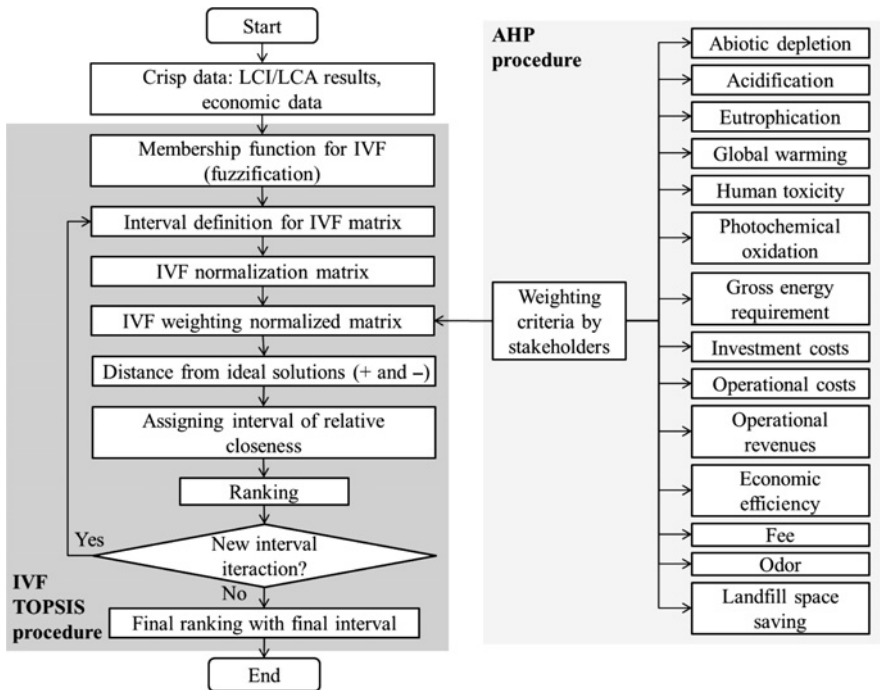 Start
Crisp data: LCI/LCA results,
economic data
Membership function for IVF
(fuzzification)
Interval definition for IVF matrix
IVF normalization matrix
IVF weighting normalized matrix
Distance from ideal solutions (+ and –)
Assigning interval of relative
closeness
Ranking
Yes
New interval
iteraction?
No
IVF
TOPSIS
procedure
Final ranking with final interval
End
AHP
procedure
Weighting
criteria by
stakeholders
Abiotic depletion
Acidification
Eutrophication
Global warming
Human toxicity
Photochemical
oxidation
Gross energy
requirement
Investment costs
Operational costs
Operational
revenues
Economic
efficiency
Fee
Odor
Landfill space
saving